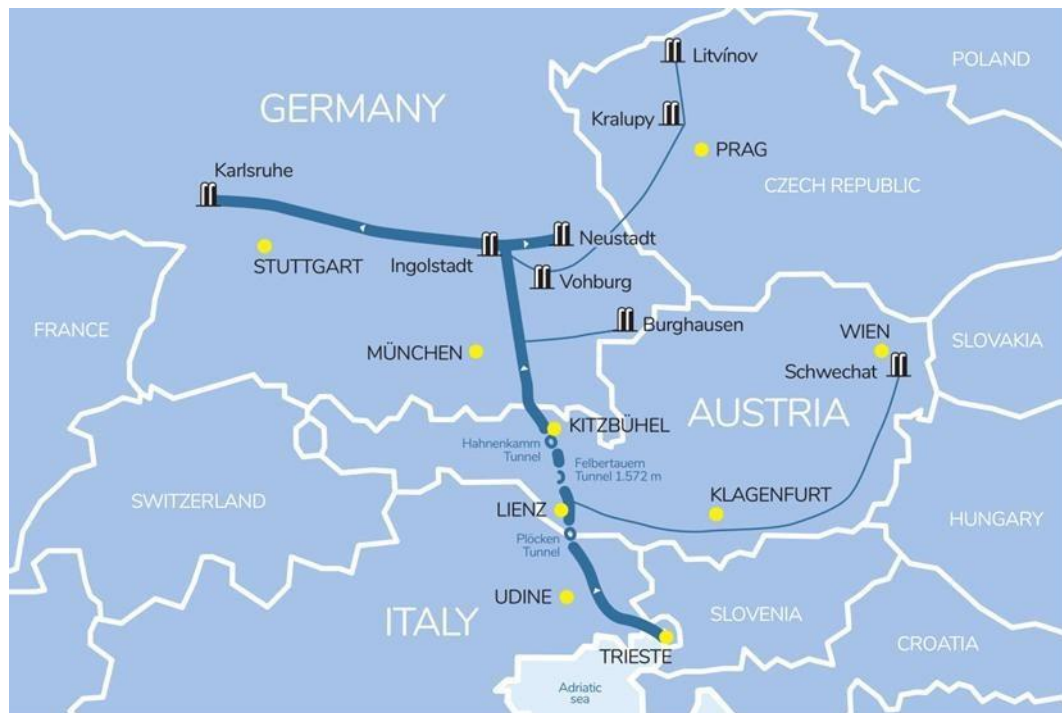 Litvínov
POLAND
GERMANY
Kralupy
PRAG
Karlsruhe
CZECH REPUBLIC
Neustadt
STUTTGART
Ingolstadt
Vohburg
FRANCE
Burghausen
WIEN
SLOVAKIA
MÜNCHEN
Schwechat
AUSTRIA
KITZBÜHEL
Hahnenkamm
Tunnel
Felbertauern
Tunnel 1.572 m
SWITZERLAND
KLAGENFURT
LIENZ
HUNGARY
Plöcken
Tunnel
UDINE
ITALY
SLOVENIA
CROATIA
TRIESTE
Adriatic
sea